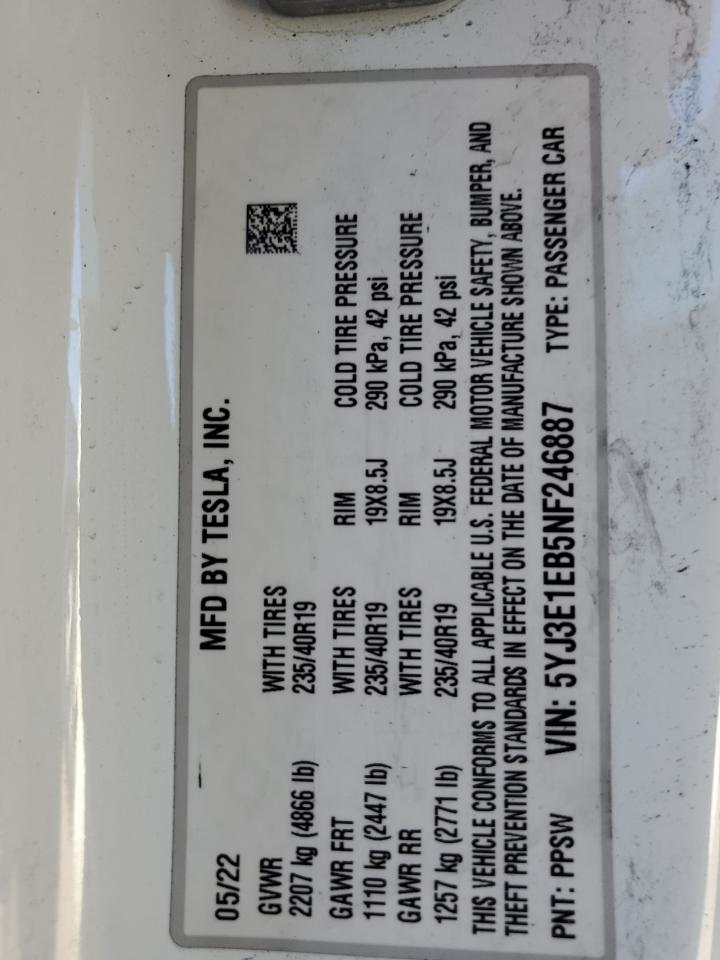 MFD BY TESLA, INC.
05/22
GVWR WITH TIRES
2207 kg (4866 lb) 235/40R19
GAWR FRT WITH TIRES RIM COLD TIRE PRESSURE
1110 kg (2447 lb) 235/40R19 19X8.5J 290 kPa, 42 psi
GAWR RR WITH TIRES RIM COLD TIRE PRESSURE
1257 kg (2771 lb) 235/40R19 19X8.5J 290 kPa, 42 psi
THIS VEHICLE CONFORMS TO ALL APPLICABLE U.S. FEDERAL MOTOR VEHICLE SAFETY, BUMPER, AND
THEFT PREVENTION STANDARDS IN EFFECT ON THE DATE OF MANUFACTURE SHOWN ABOVE.
PNT: PPSW VIN: 5YJ3E1EB5NF246887 TYPE: PASSENGER CAR